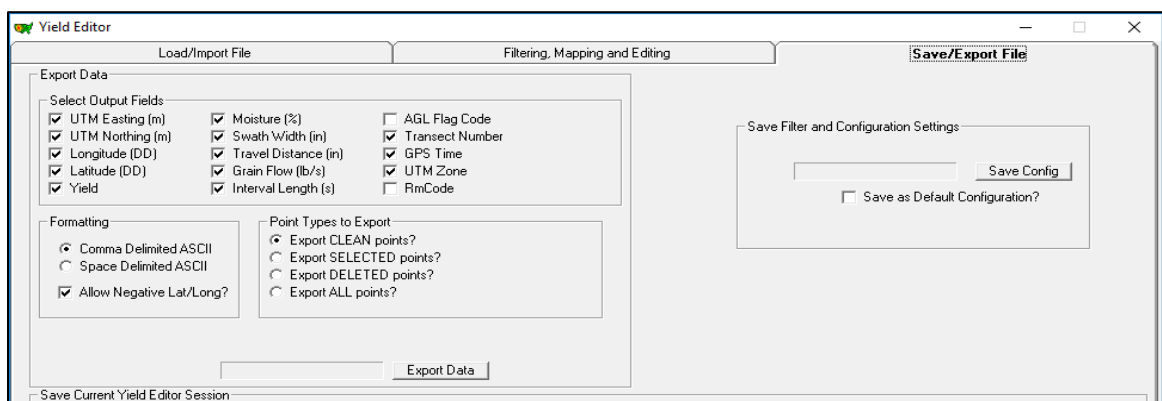 Yield Editor
Load/Import File
Filtering, Mapping and Editing
Save/Export File
Export Data
Select Output Fields
UTM Easting (m)
Moisture (%)
AGL Flag Code
UTM Northing (m)
Swath Width (in)
Transect Number
Longitude (DD)
Travel Distance (in)
GPS Time
Latitude (DD)
Grain Flow (lb/s)
UTM Zone
Yield
Interval Length (s)
RmCode
Formatting
Comma Delimited ASCII
Space Delimited ASCII
Allow Negative Lat/Long?
Point Types to Export
Export CLEAN points?
Export SELECTED points?
Export DELETED points?
Export ALL points?
Export Data
Save Filter and Configuration Settings
Save Config
Save as Default Configuration?
Save Current Yield Editor Session